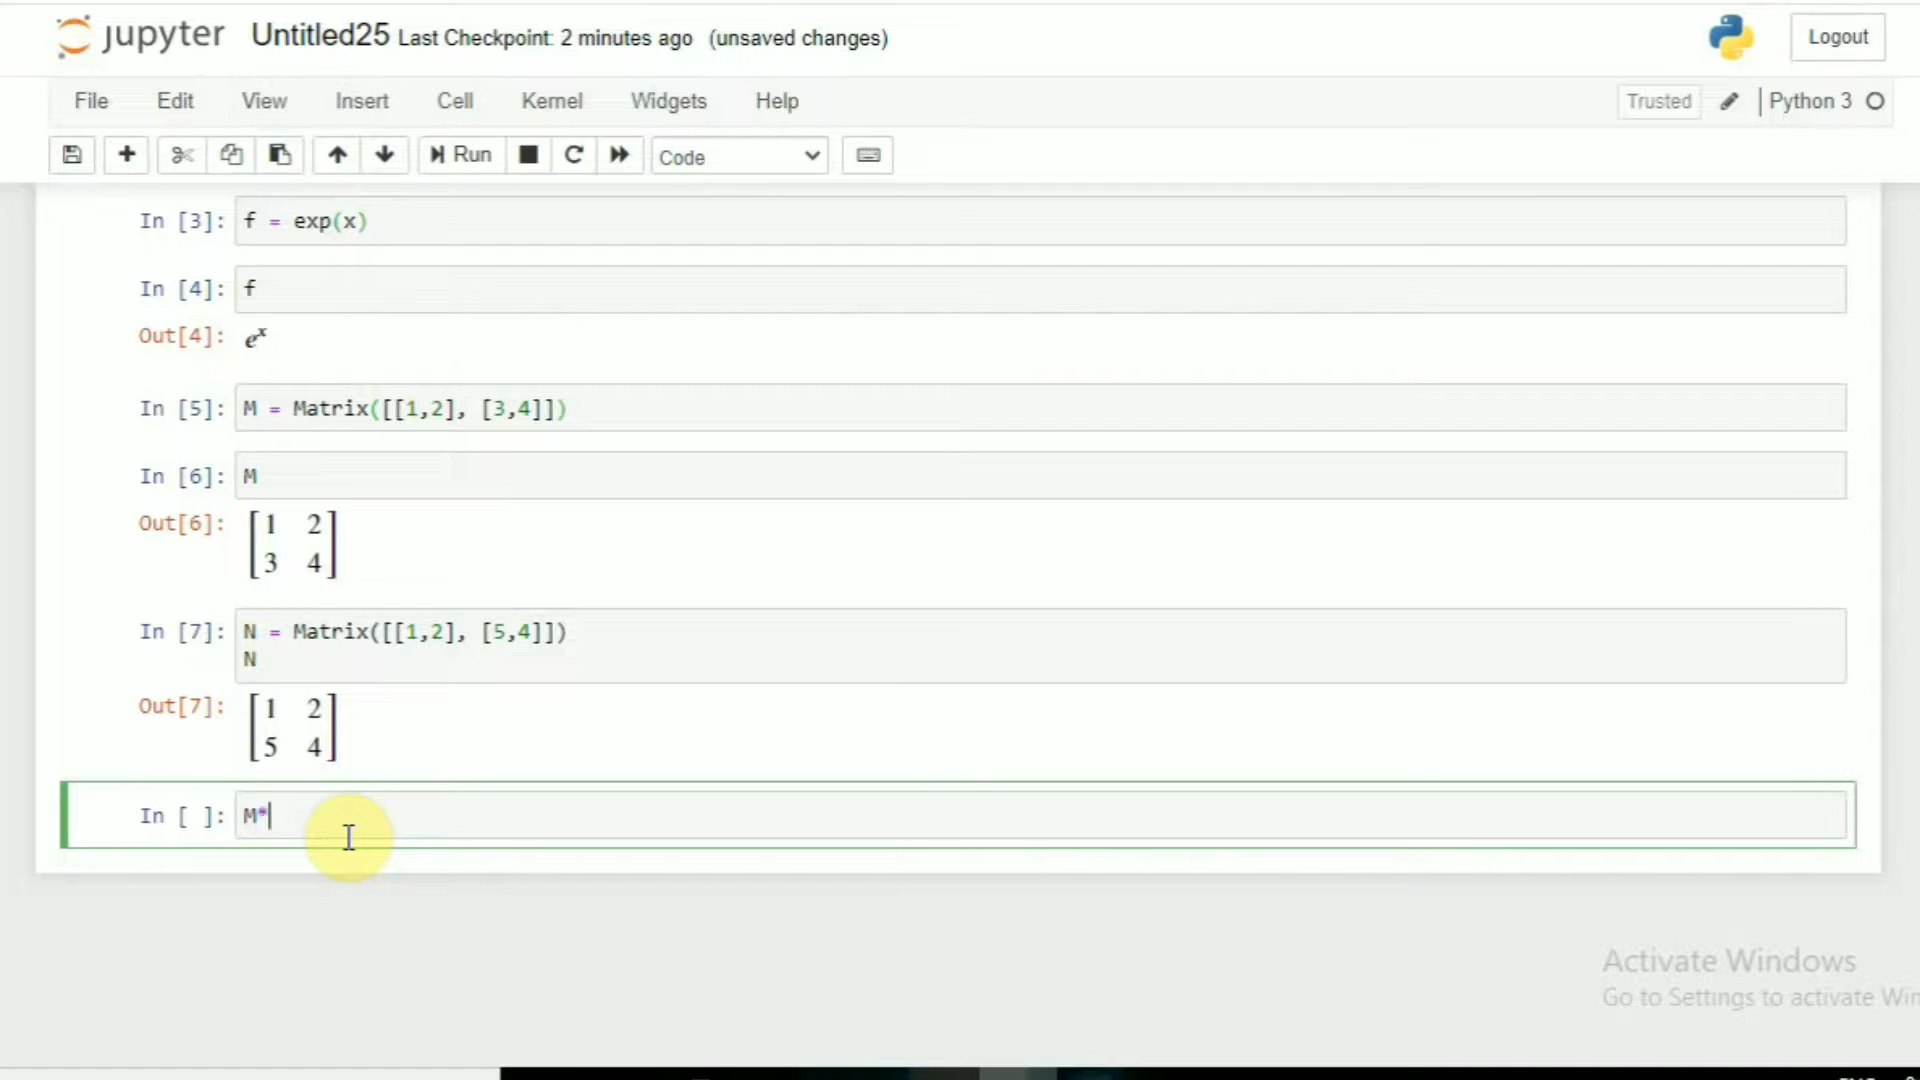 jupyter Untitled25 Last Checkpoint: 2 minutes ago (unsaved changes) Logout
File Edit View Insert Cell Kernel Widgets Help Trusted Python 3
Run Code
In [3]: f = exp(x)
In [4]: f
Out[4]: eˣ
In [5]: M = Matrix([[1,2], [3,4]])
In [6]: M
Out[6]: 1 2
3 4
In [7]: N = Matrix([[1,2], [5,4]])
N
Out[7]: 1 2
5 4
In [ ]: M*
Activate Windows
Go to Settings to activate Win